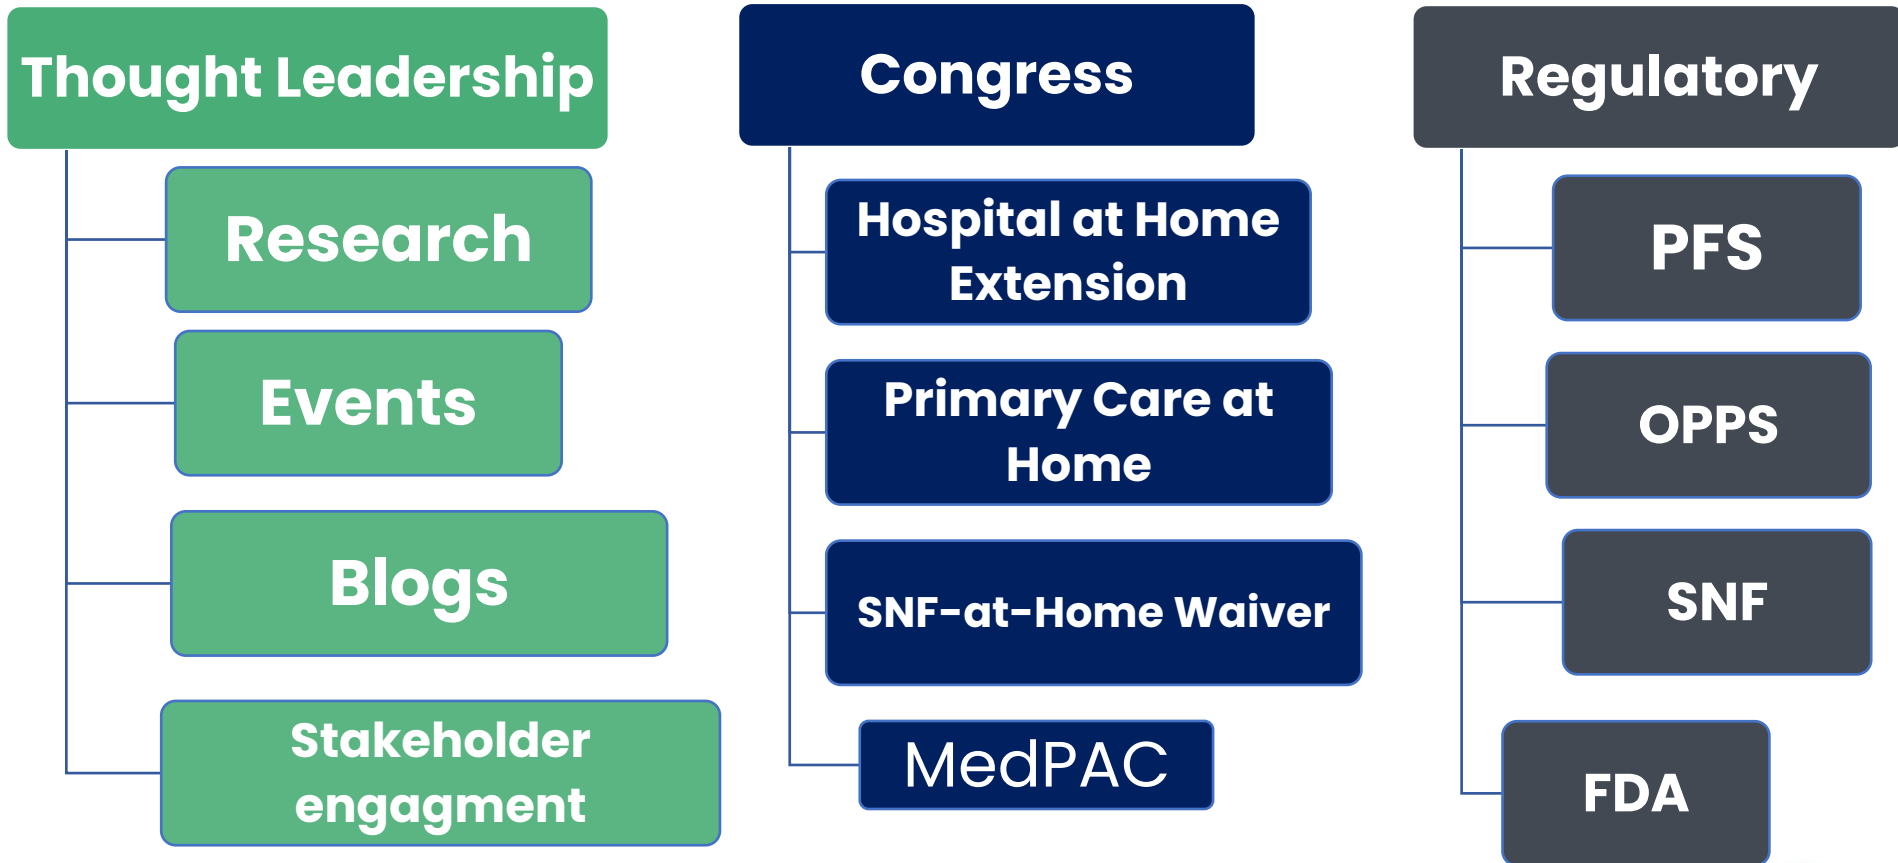 Thought Leadership
Research
Events
Blogs
Stakeholder
engagment
Congress
Hospital at Home
Extension
Primary Care at
Home
SNF-at-Home Waiver
MedPAC
Regulatory
PFS
OPPS
SNF
FDA